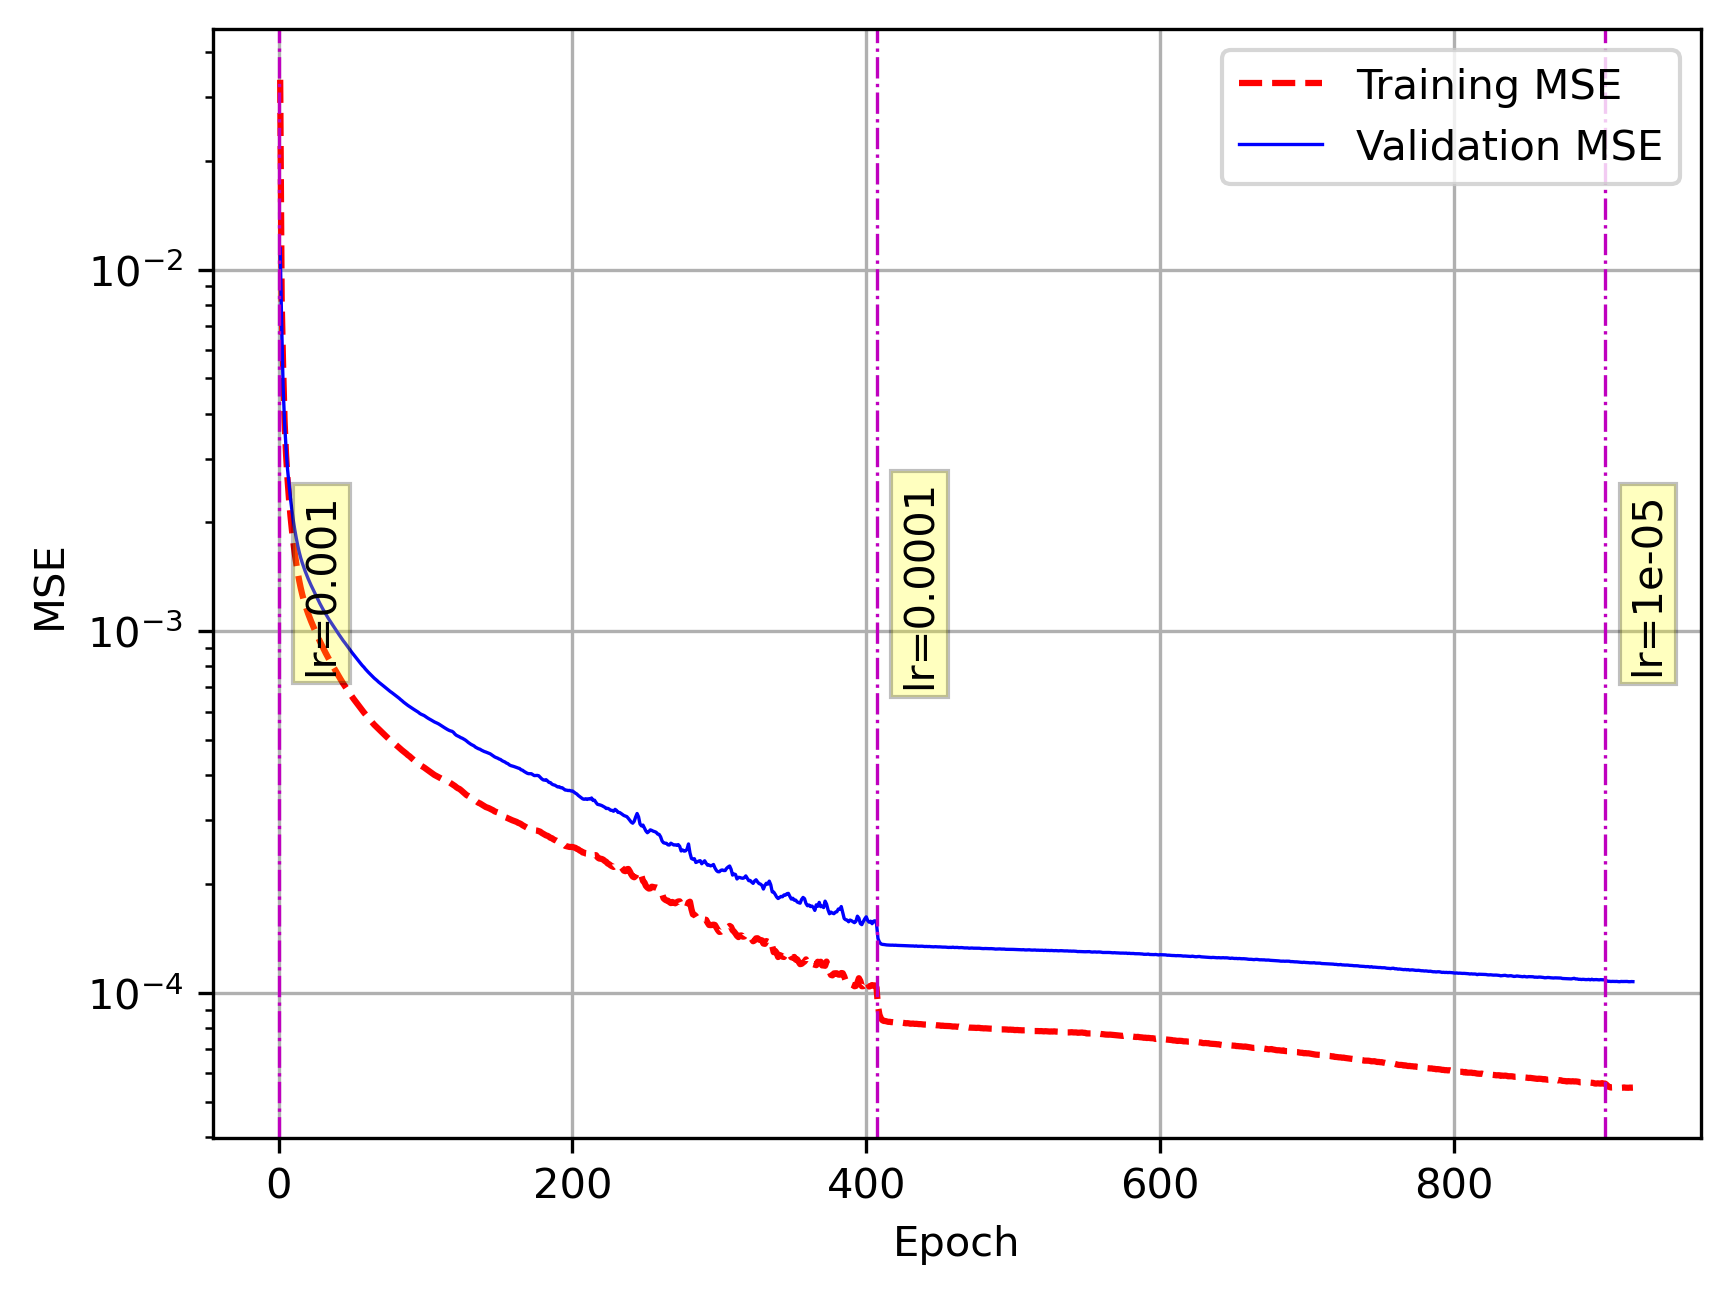 Training MSE
Validation MSE
10⁻²
10⁻³
10⁻⁴
MSE
lr=0.001
lr=0.0001
lr=1e-05
0 200 400 600 800
Epoch